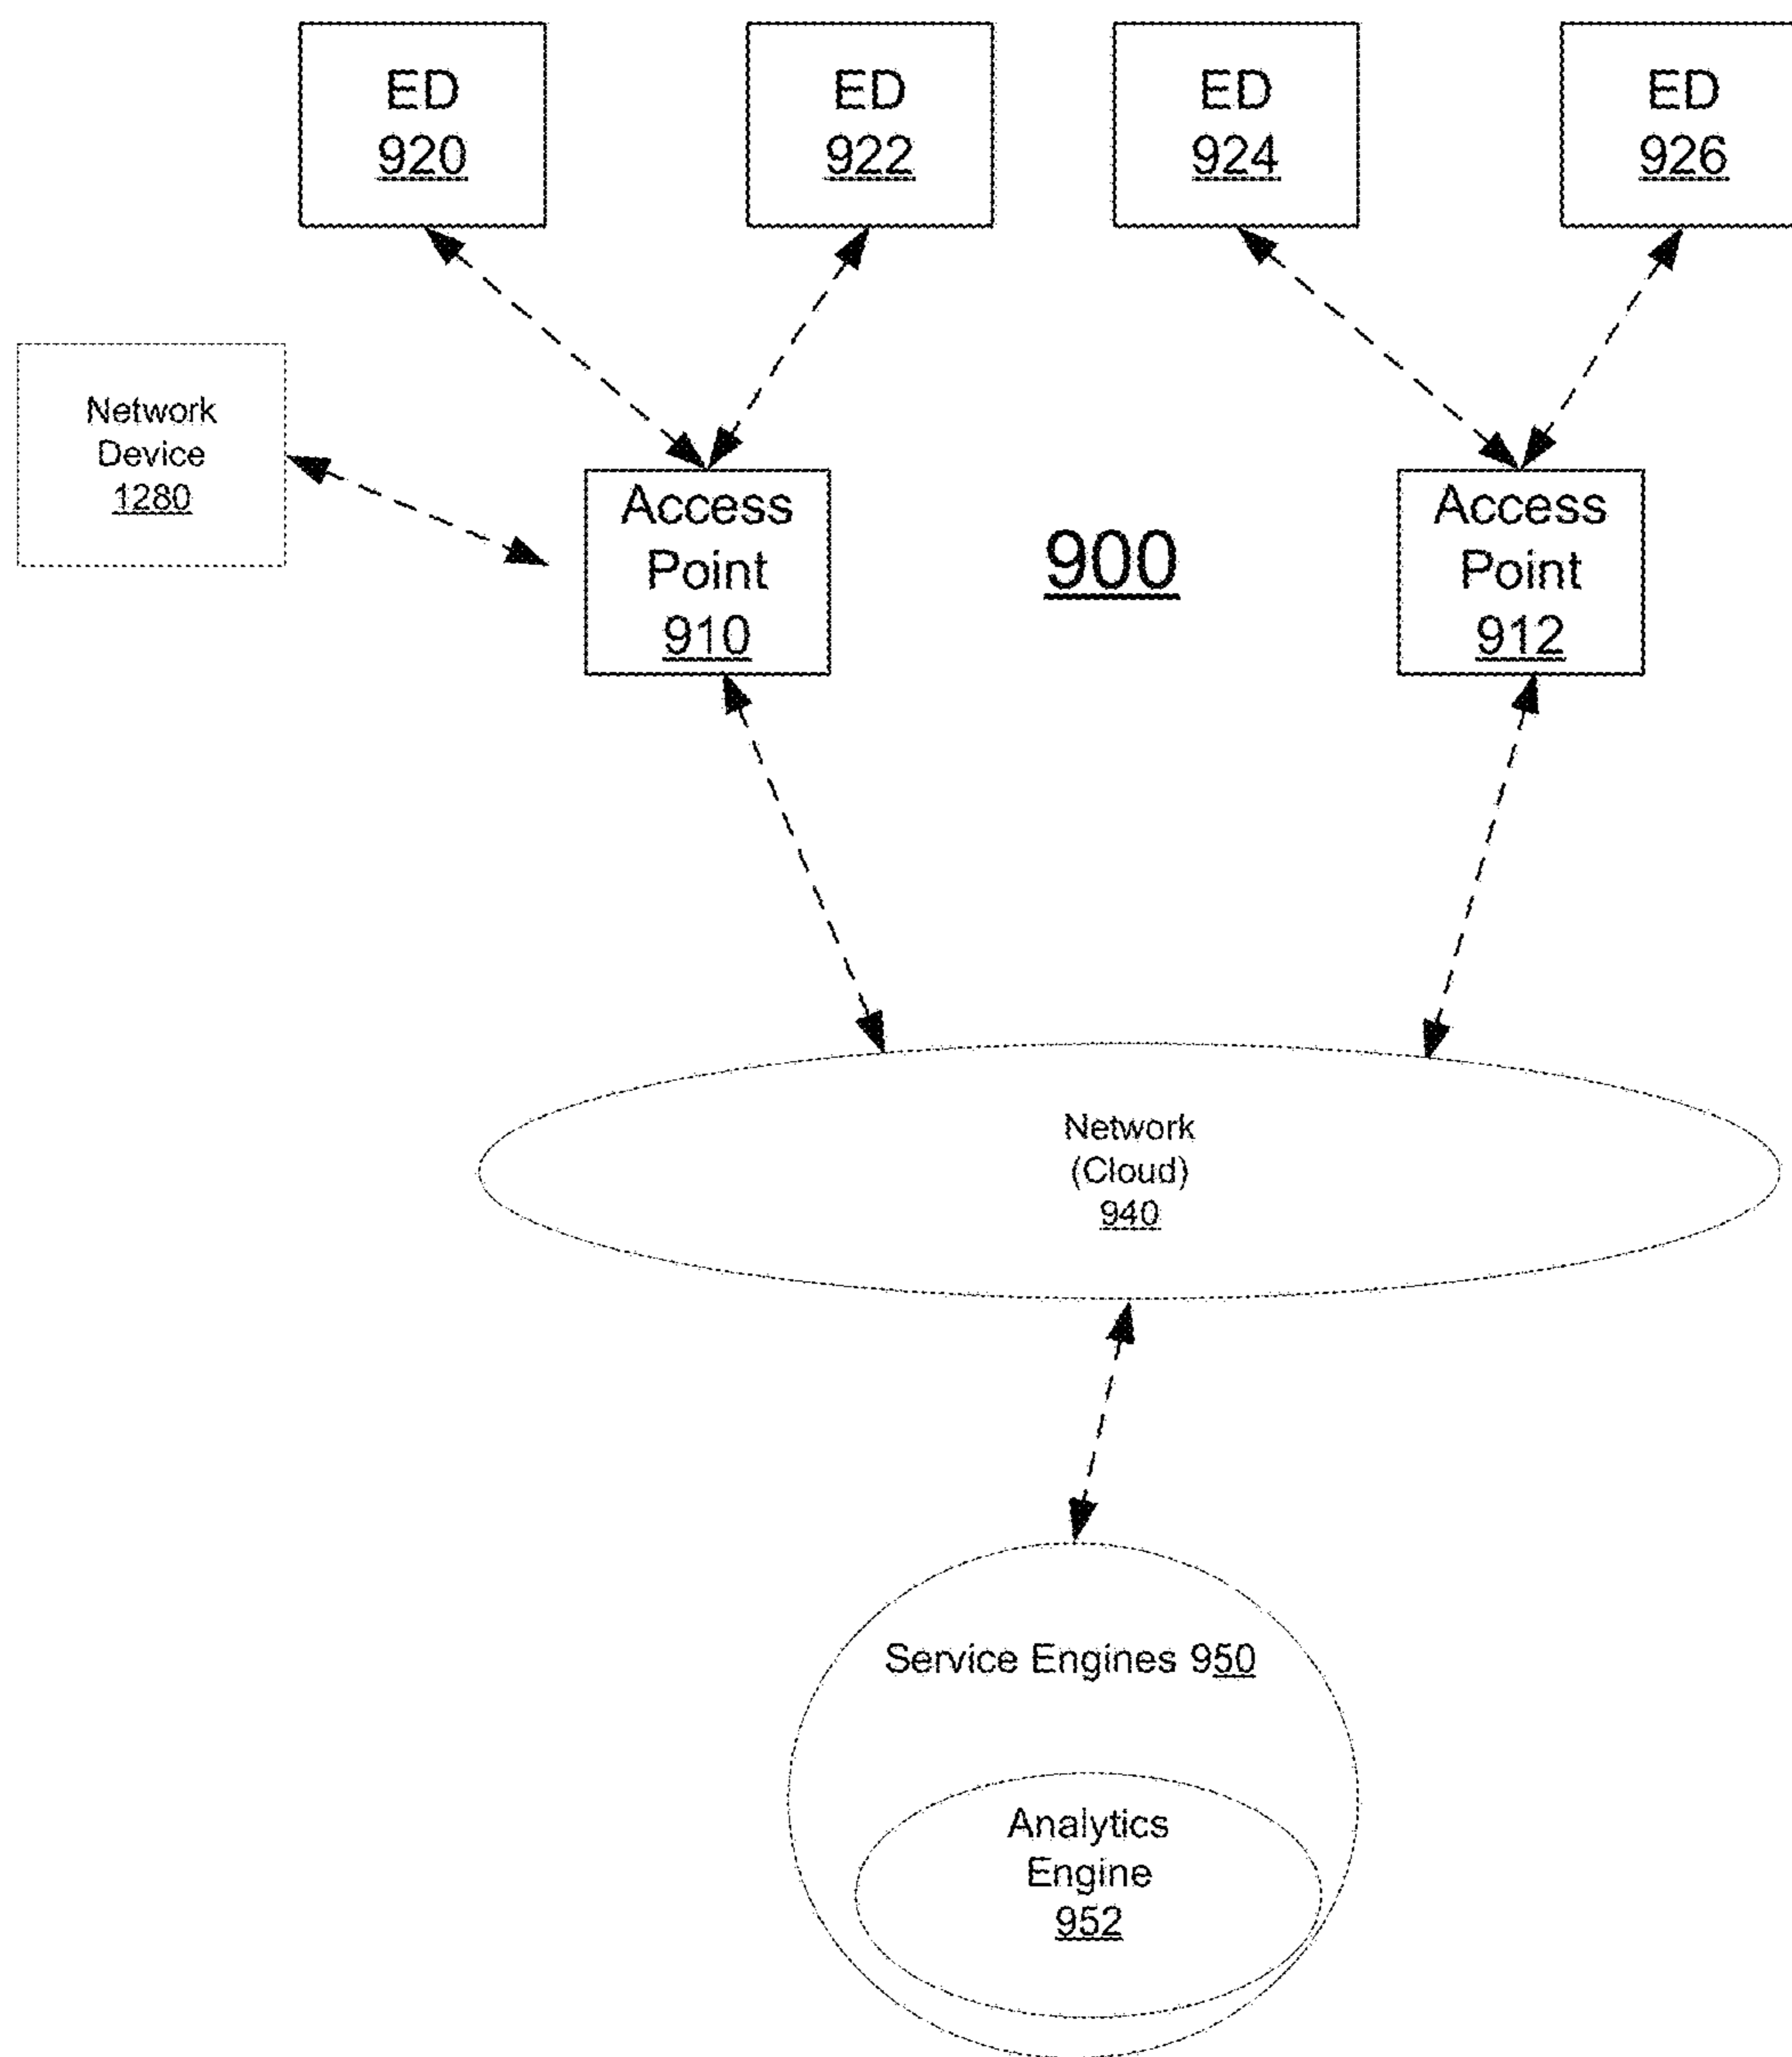 ED
920
ED
922
ED
924
ED
926
Network
Device
1280
Access
Point
910
900
Access
Point
912
Network
(Cloud)
940
Service Engines 950
Analytics
Engine
952